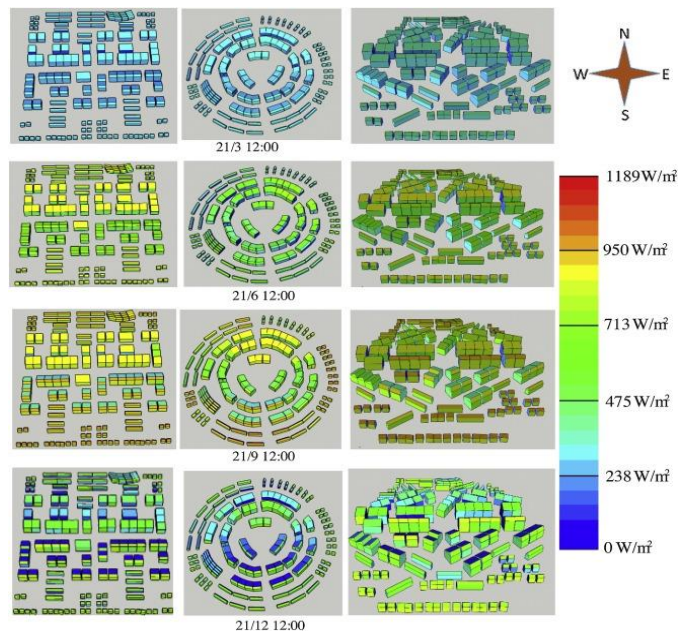 N
W E
S
21/3 12:00
1189 W/m²
21/6 12:00
950 W/m²
713 W/m²
21/9 12:00
475 W/m²
238 W/m²
0 W/m²
21/12 12:00